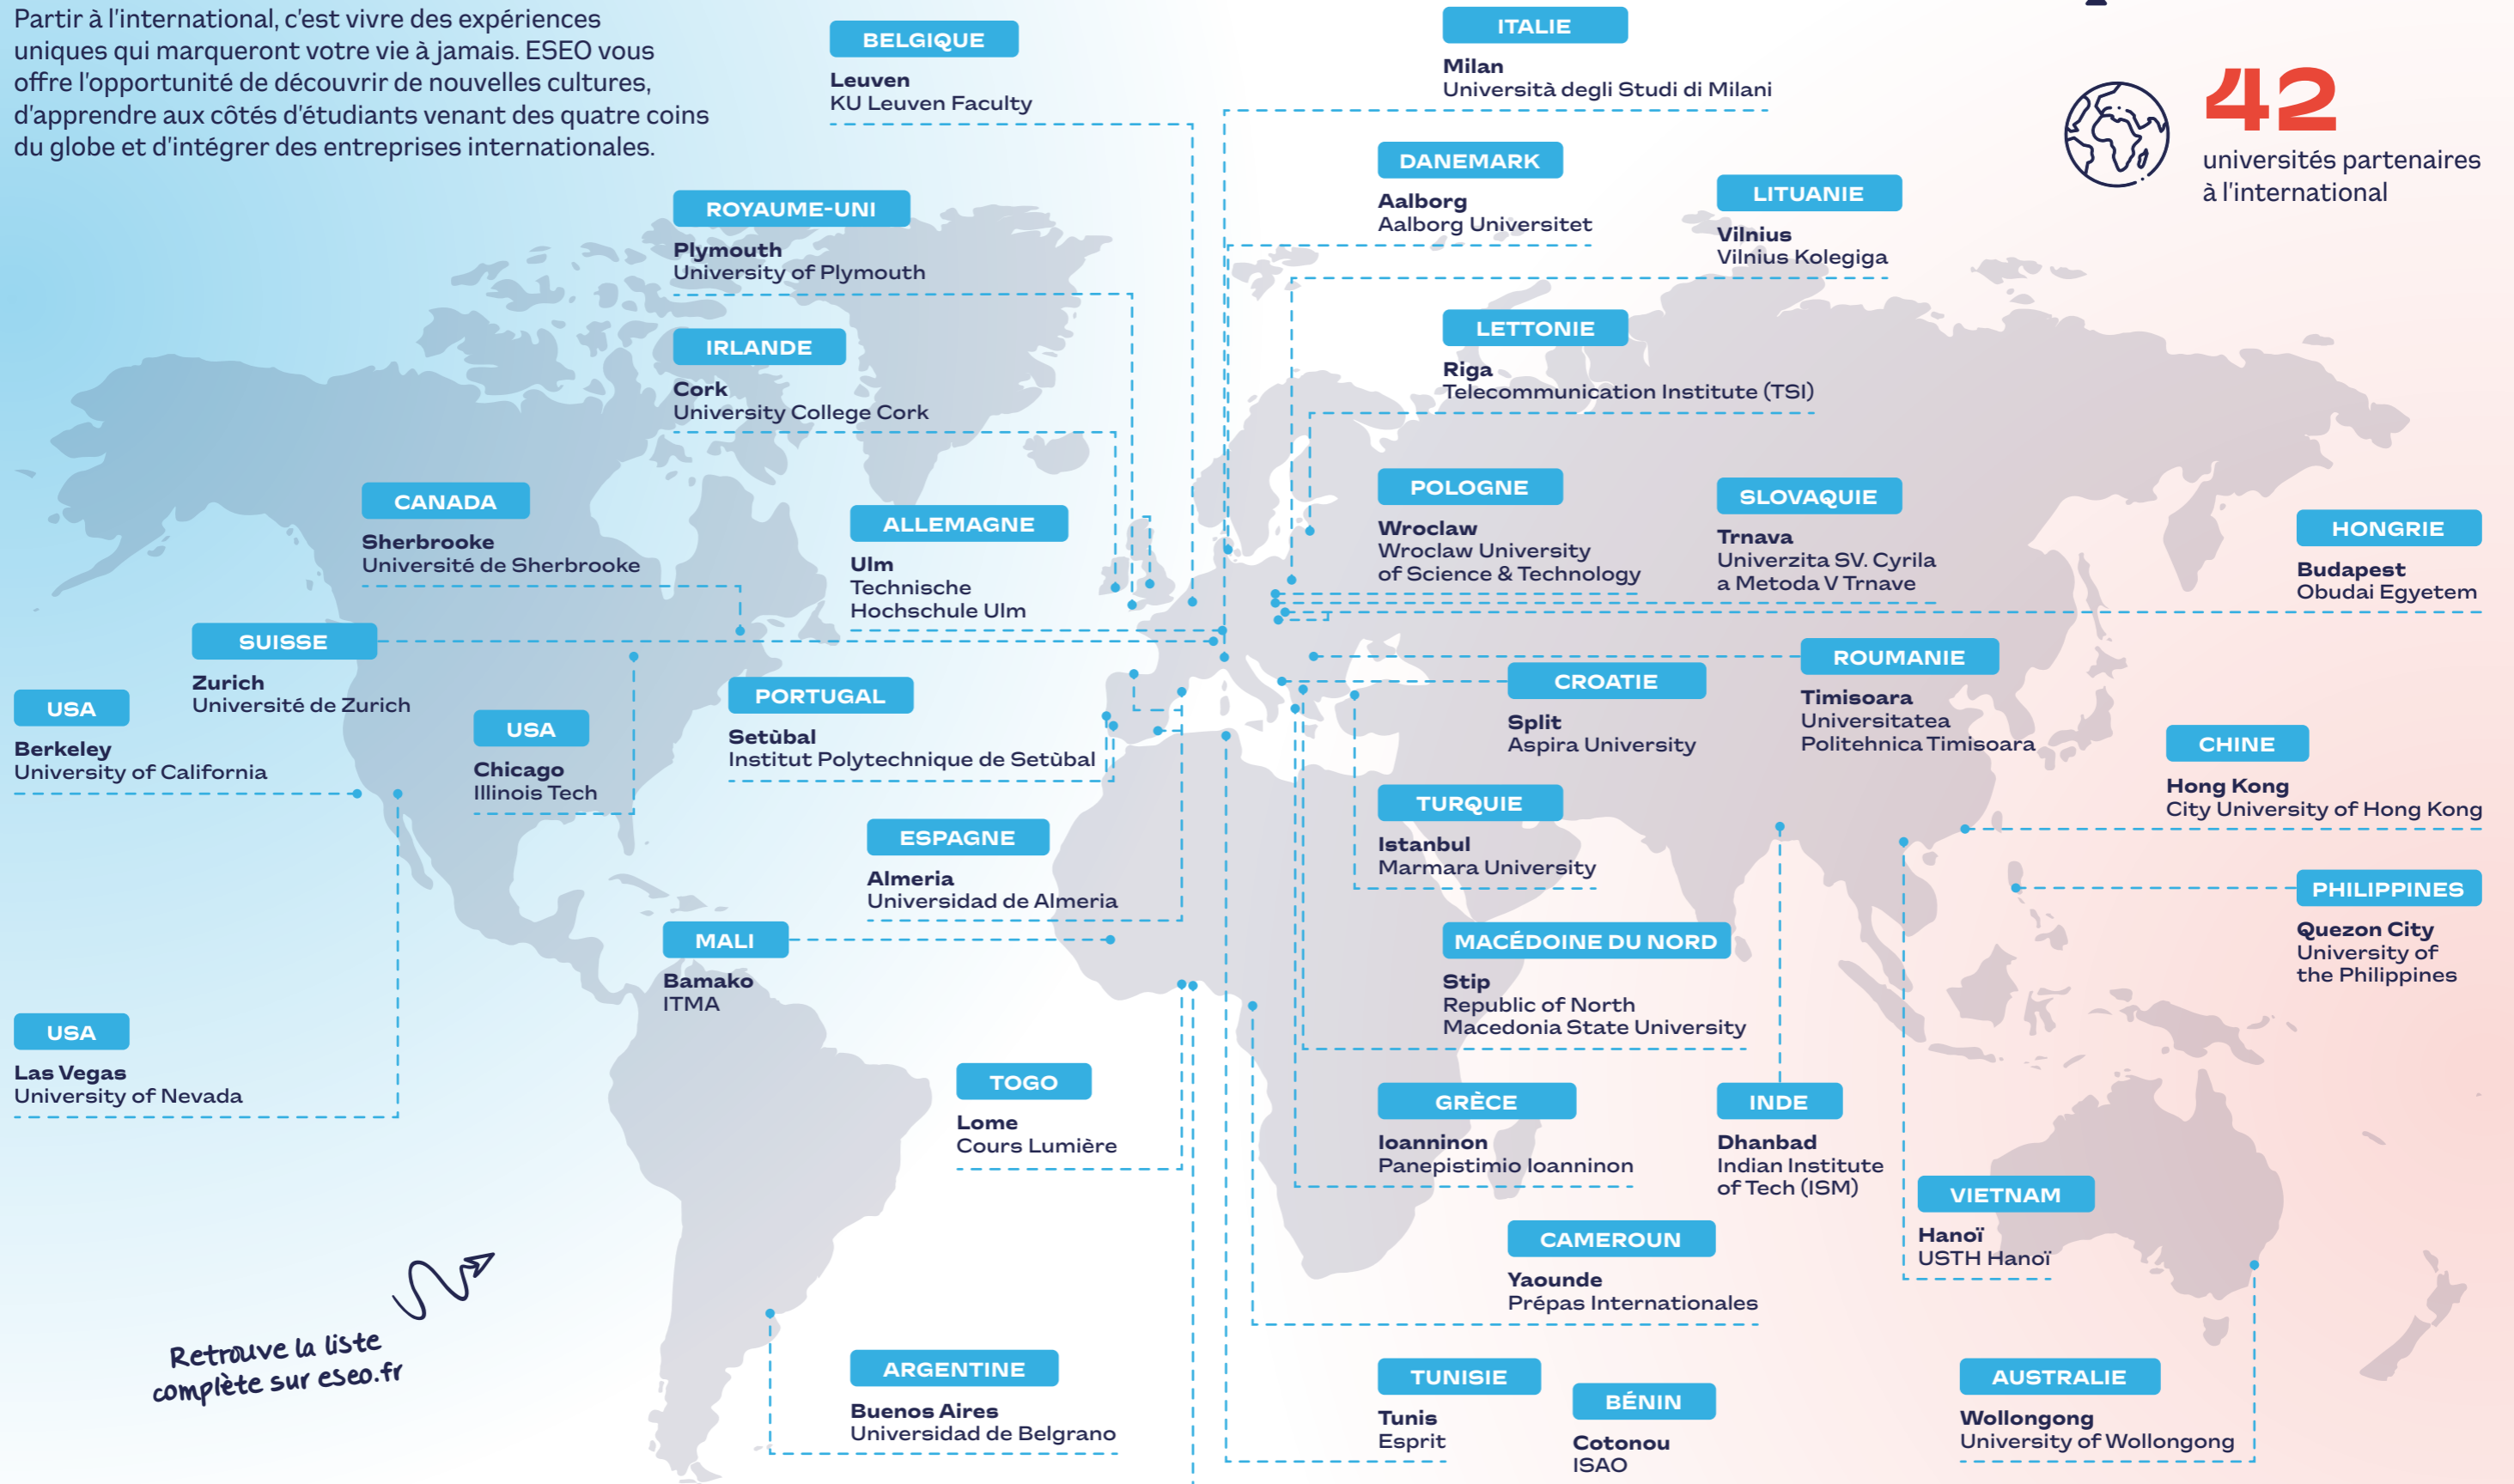 Partir à l'international, c'est vivre des expériences
uniques qui marqueront votre vie à jamais. ESEO vous
offre l'opportunité de découvrir de nouvelles cultures,
d'apprendre aux côtés d'étudiants venant des quatre coins
du globe et d'intégrer des entreprises internationales.
42
universités partenaires
à l'international
BELGIQUE
Leuven
KU Leuven Faculty
ITALIE
Milan
Università degli Studi di Milani
DANEMARK
Aalborg
Aalborg Universitet
LITUANIE
Vilnius
Vilnius Kolegiga
ROYAUME-UNI
Plymouth
University of Plymouth
IRLANDE
Cork
University College Cork
LETTONIE
Riga
Telecommunication Institute (TSI)
CANADA
Sherbrooke
Université de Sherbrooke
ALLEMAGNE
Ulm
Technische
Hochschule Ulm
POLOGNE
Wroclaw
Wroclaw University
of Science & Technology
SLOVAQUIE
Trnava
Univerzita SV. Cyrila
a Metoda V Trnave
HONGRIE
Budapest
Obudai Egyetem
SUISSE
Zurich
Université de Zurich
USA
Berkeley
University of California
USA
Chicago
Illinois Tech
PORTUGAL
Setùbal
Institut Polytechnique de Setùbal
CROATIE
Split
Aspira University
ROUMANIE
Timisoara
Universitatea
Politehnica Timisoara
CHINE
Hong Kong
City University of Hong Kong
ESPAGNE
Almeria
Universidad de Almeria
TURQUIE
Istanbul
Marmara University
PHILIPPINES
Quezon City
University of
the Philippines
MALI
Bamako
ITMA
MACÉDOINE DU NORD
Stip
Republic of North
Macedonia State University
USA
Las Vegas
University of Nevada
TOGO
Lome
Cours Lumière
GRÈCE
Ioanninon
Panepistimio Ioanninon
INDE
Dhanbad
Indian Institute
of Tech (ISM)
VIETNAM
Hanoï
USTH Hanoï
CAMEROUN
Yaounde
Prépas Internationales
Retrouve la liste
complète sur eseo.fr
ARGENTINE
Buenos Aires
Universidad de Belgrano
TUNISIE
Tunis
Esprit
BÉNIN
Cotonou
ISAO
AUSTRALIE
Wollongong
University of Wollongong